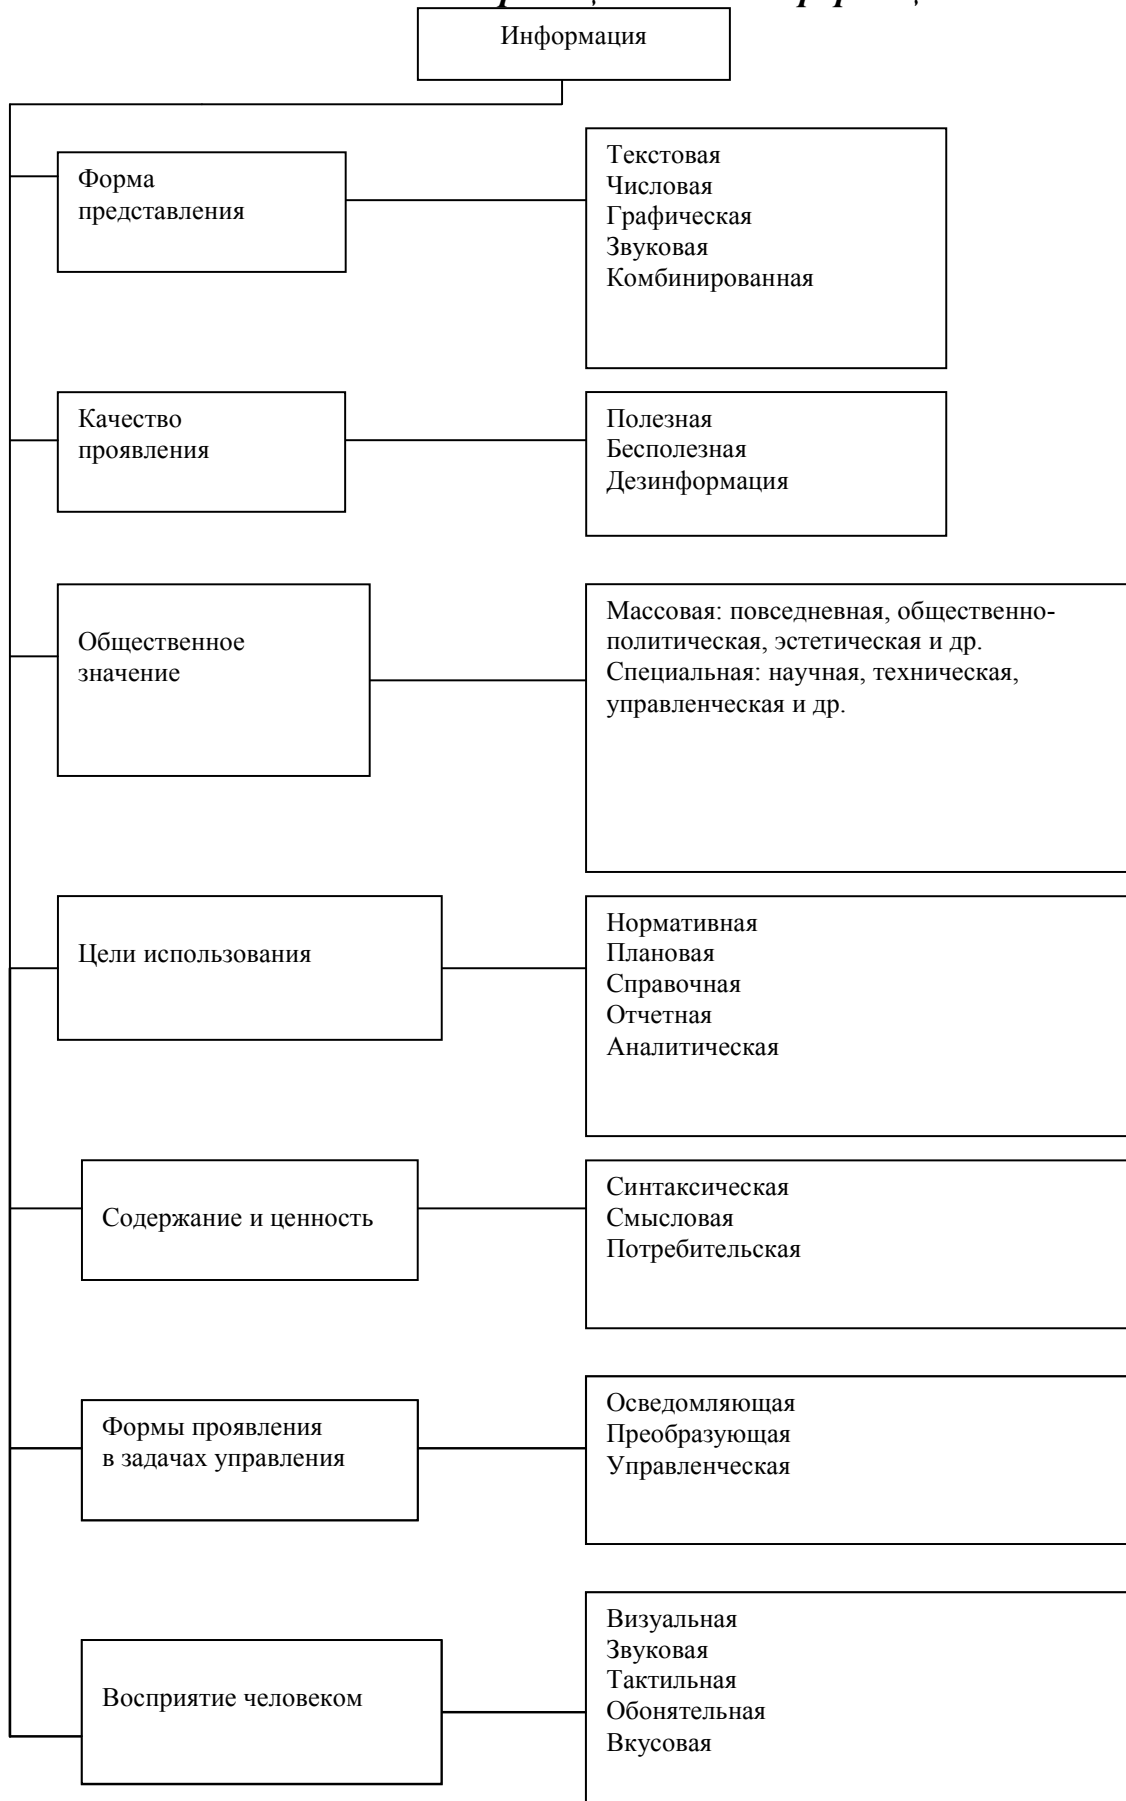 Информация
Форма
представления
Текстовая
Числовая
Графическая
Звуковая
Комбинированная
Качество
проявления
Полезная
Бесполезная
Дезинформация
Общественное
значение
Массовая: повседневная, общественно-
политическая, эстетическая и др.
Специальная: научная, техническая,
управленческая и др.
Цели использования
Нормативная
Плановая
Справочная
Отчетная
Аналитическая
Содержание и ценность
Синтаксическая
Смысловая
Потребительская
Формы проявления
в задачах управления
Осведомляющая
Преобразующая
Управленческая
Восприятие человеком
Визуальная
Звуковая
Тактильная
Обонятельная
Вкусовая